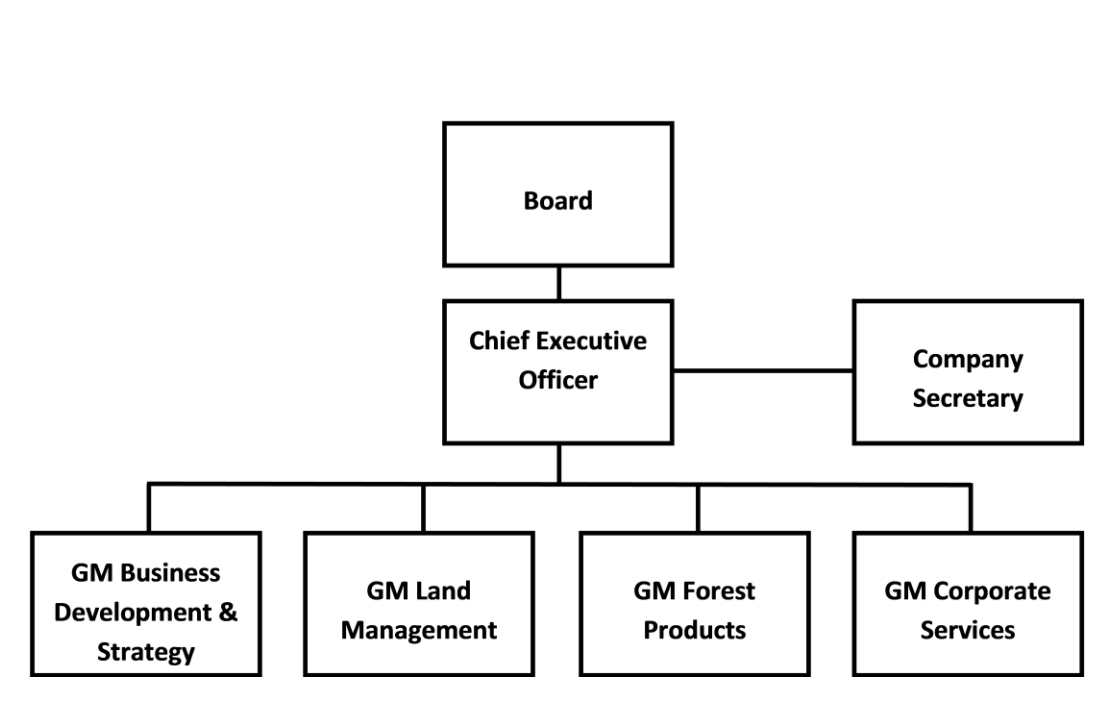 Board
Chief Executive
Officer
Company
Secretary
GM Business
Development &
Strategy
GM Land
Management
GM Forest
Products
GM Corporate
Services